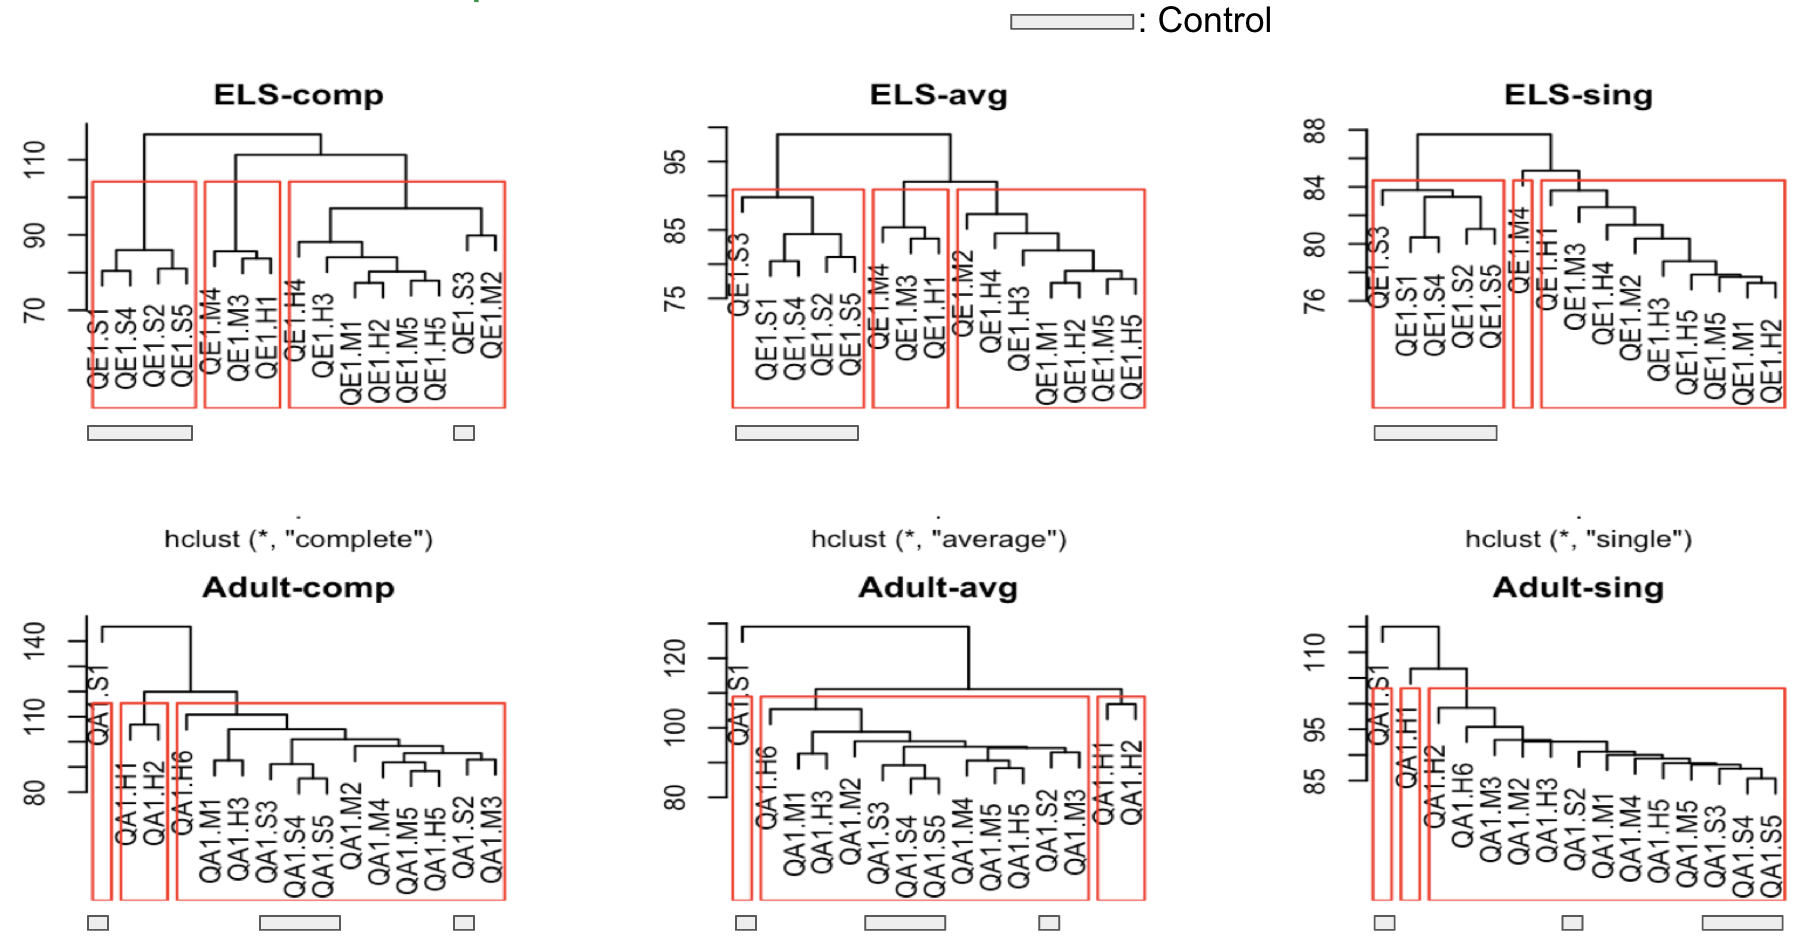 : Control
ELS-comp
110
90
70
QE1.S1
QE1.S4
QE1.S2
QE1.S5
QE1.M4
QE1.M3
QE1.H1
QE1.H4
QE1.H3
QE1.M1
QE1.H2
QE1.M5
QE1.H5
QE1.S3
QE1.M2
ELS-avg
95
85
75
QE1.S3
QE1.S1
QE1.S4
QE1.S2
QE1.S5
QE1.M4
QE1.M3
QE1.H1
QE1.M2
QE1.H4
QE1.H3
QE1.M1
QE1.H2
QE1.M5
QE1.H5
ELS-sing
88
84
80
76
QE1.S3
QE1.S1
QE1.S4
QE1.S2
QE1.S5
QE1.M4
QE1.H1
QE1.M3
QE1.H4
QE1.M2
QE1.H3
QE1.H5
QE1.M5
QE1.M1
QE1.H2
hclust (*, "complete")
hclust (*, "average")
hclust (*, "single")
Adult-comp
140
110
80
QA1.S1
QA1.H1
QA1.H2
QA1.H6
QA1.M1
QA1.H3
QA1.S3
QA1.S4
QA1.S5
QA1.M2
QA1.M4
QA1.M5
QA1.H5
QA1.S2
QA1.M3
Adult-avg
120
100
80
QA1.S1
QA1.H6
QA1.M1
QA1.H3
QA1.M2
QA1.S3
QA1.S4
QA1.S5
QA1.M4
QA1.M5
QA1.H5
QA1.S2
QA1.M3
QA1.H1
QA1.H2
Adult-sing
110
95
85
QA1.S1
QA1.H1
QA1.H2
QA1.H6
QA1.M3
QA1.M2
QA1.H3
QA1.S2
QA1.M1
QA1.M4
QA1.H5
QA1.M5
QA1.S3
QA1.S4
QA1.S5